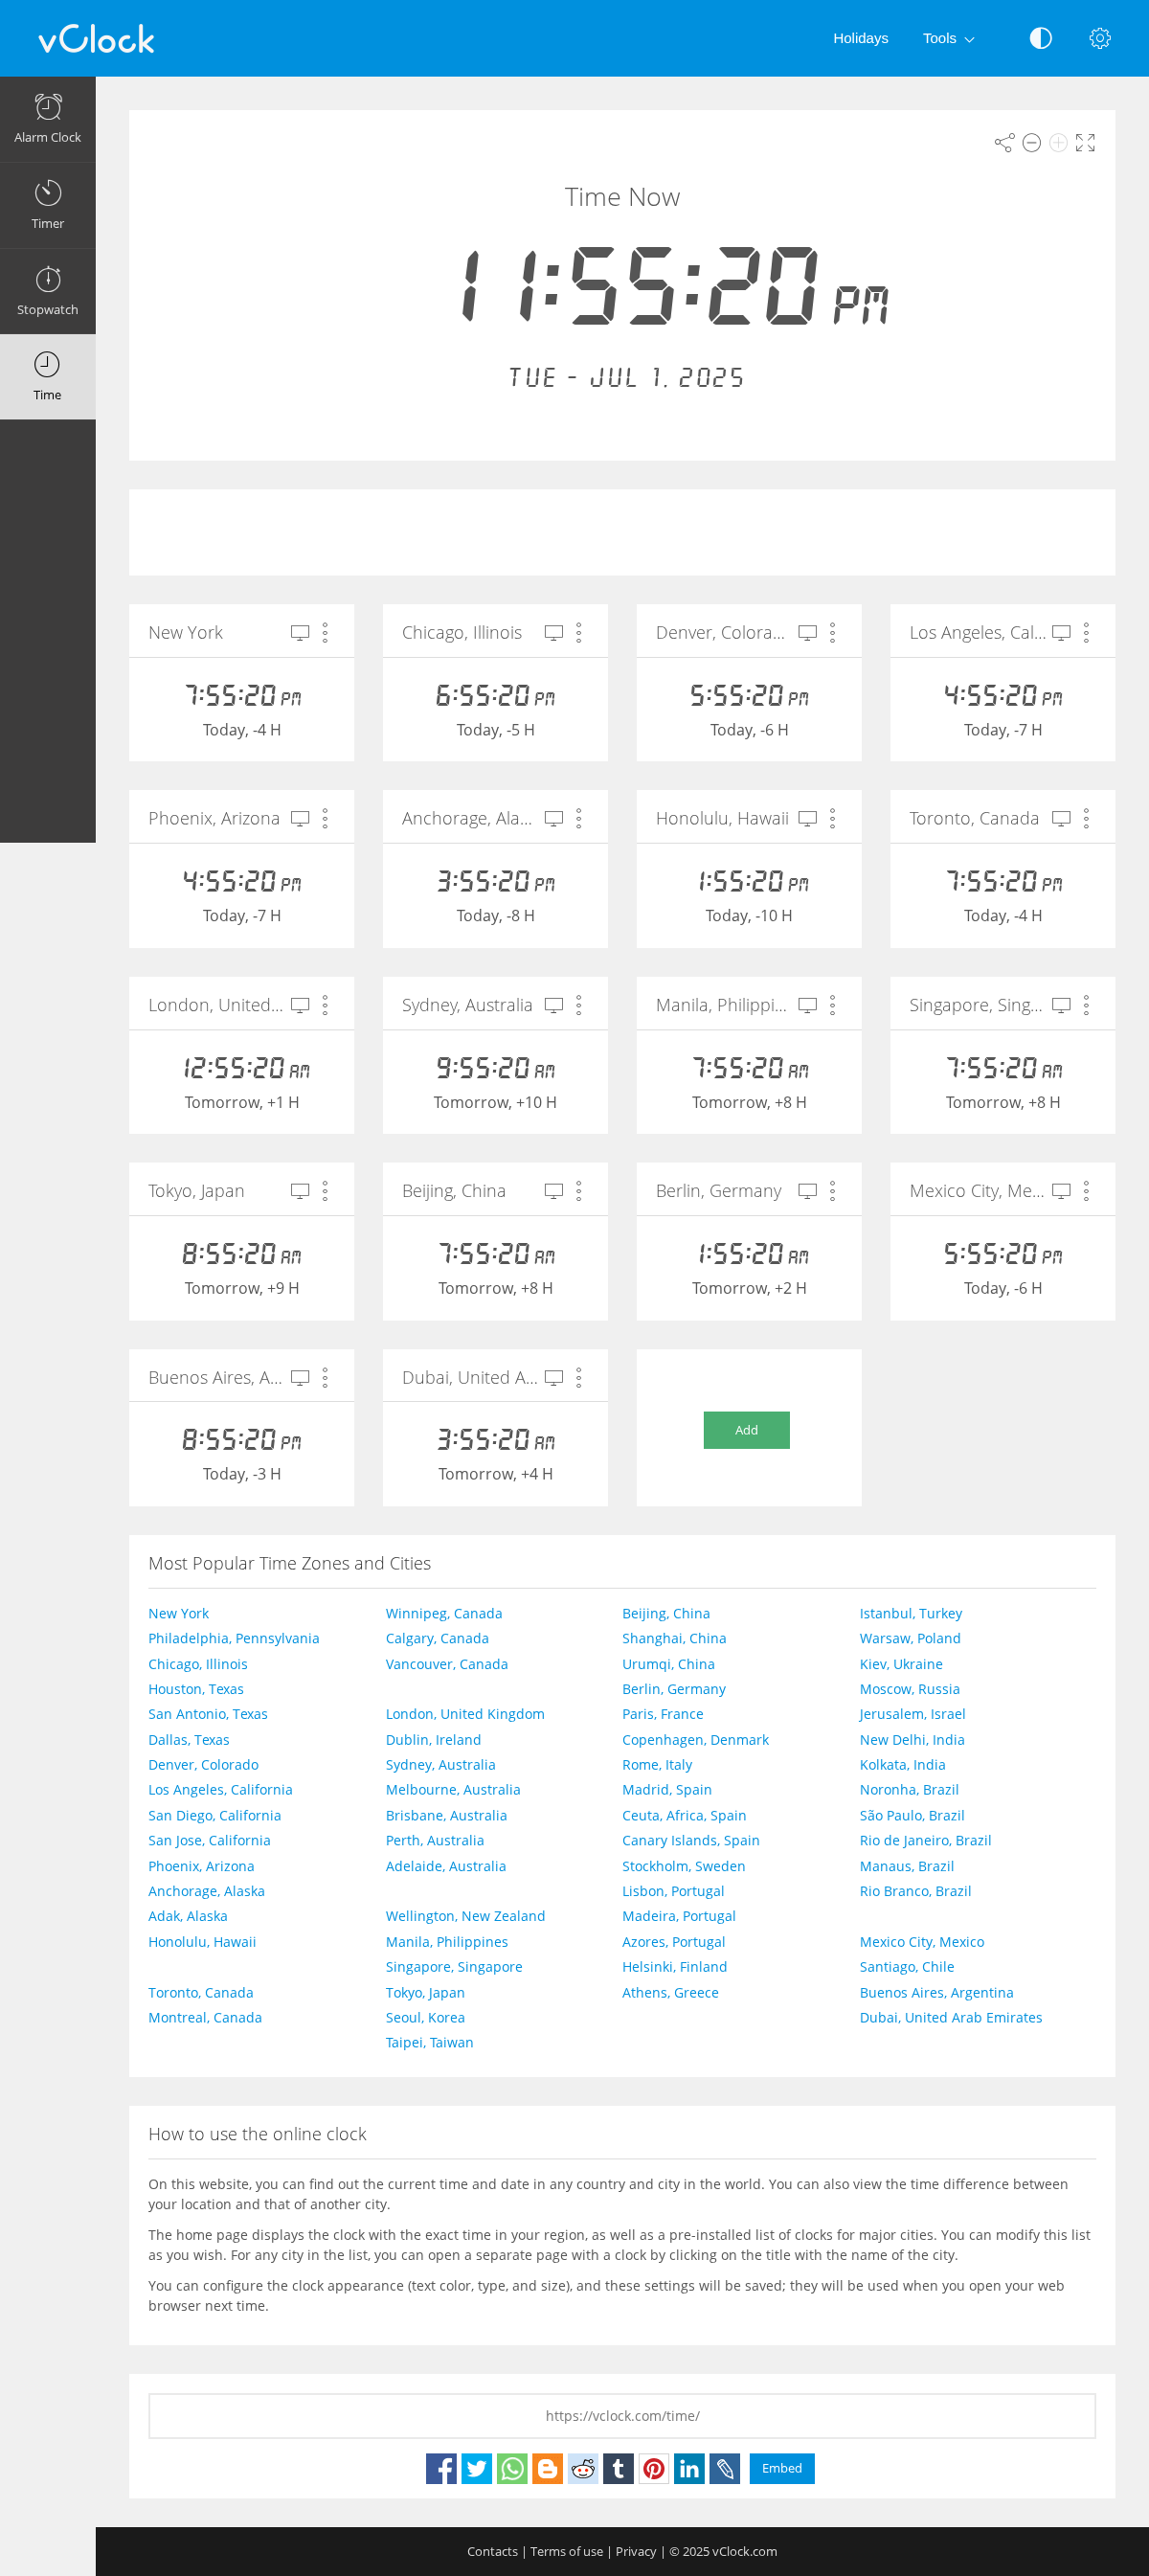 vClock
Holidays
Tools
Alarm Clock
Timer
Stopwatch
Time
Time Now
11:55:20 PM
TUE - JUL 1, 2025
New York
7:55:20 PM
Today, -4 H
Chicago, Illinois
6:55:20 PM
Today, -5 H
Denver, Colora...
5:55:20 PM
Today, -6 H
Los Angeles, Cal...
4:55:20 PM
Today, -7 H
Phoenix, Arizona
4:55:20 PM
Today, -7 H
Anchorage, Ala...
3:55:20 PM
Today, -8 H
Honolulu, Hawaii
1:55:20 PM
Today, -10 H
Toronto, Canada
7:55:20 PM
Today, -4 H
London, United...
12:55:20 AM
Tomorrow, +1 H
Sydney, Australia
9:55:20 AM
Tomorrow, +10 H
Manila, Philippi...
7:55:20 AM
Tomorrow, +8 H
Singapore, Sing...
7:55:20 AM
Tomorrow, +8 H
Tokyo, Japan
8:55:20 AM
Tomorrow, +9 H
Beijing, China
7:55:20 AM
Tomorrow, +8 H
Berlin, Germany
1:55:20 AM
Tomorrow, +2 H
Mexico City, Me...
5:55:20 PM
Today, -6 H
Buenos Aires, A...
8:55:20 PM
Today, -3 H
Dubai, United A...
3:55:20 AM
Tomorrow, +4 H
Add
Most Popular Time Zones and Cities
New York
Philadelphia, Pennsylvania
Chicago, Illinois
Houston, Texas
San Antonio, Texas
Dallas, Texas
Denver, Colorado
Los Angeles, California
San Diego, California
San Jose, California
Phoenix, Arizona
Anchorage, Alaska
Adak, Alaska
Honolulu, Hawaii
Toronto, Canada
Montreal, Canada
Winnipeg, Canada
Calgary, Canada
Vancouver, Canada
London, United Kingdom
Dublin, Ireland
Sydney, Australia
Melbourne, Australia
Brisbane, Australia
Perth, Australia
Adelaide, Australia
Wellington, New Zealand
Manila, Philippines
Singapore, Singapore
Tokyo, Japan
Seoul, Korea
Taipei, Taiwan
Beijing, China
Shanghai, China
Urumqi, China
Berlin, Germany
Paris, France
Copenhagen, Denmark
Rome, Italy
Madrid, Spain
Ceuta, Africa, Spain
Canary Islands, Spain
Stockholm, Sweden
Lisbon, Portugal
Madeira, Portugal
Azores, Portugal
Helsinki, Finland
Athens, Greece
Istanbul, Turkey
Warsaw, Poland
Kiev, Ukraine
Moscow, Russia
Jerusalem, Israel
New Delhi, India
Kolkata, India
Noronha, Brazil
São Paulo, Brazil
Rio de Janeiro, Brazil
Manaus, Brazil
Rio Branco, Brazil
Mexico City, Mexico
Santiago, Chile
Buenos Aires, Argentina
Dubai, United Arab Emirates
How to use the online clock
On this website, you can find out the current time and date in any country and city in the world. You can also view the time difference between
your location and that of another city.
The home page displays the clock with the exact time in your region, as well as a pre-installed list of clocks for major cities. You can modify this list
as you wish. For any city in the list, you can open a separate page with a clock by clicking on the title with the name of the city.
You can configure the clock appearance (text color, type, and size), and these settings will be saved; they will be used when you open your web
browser next time.
https://vclock.com/time/
Embed
Contacts | Terms of use | Privacy | © 2025 vClock.com